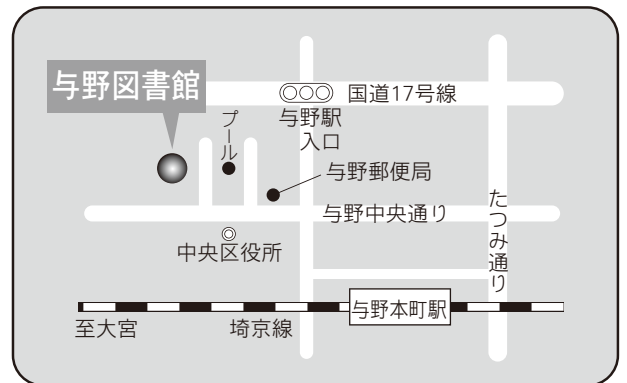 与野図書館
国道17号線
与野駅
入口
プール
与野郵便局
与野中央通り
たつみ通り
中央区役所
与野本町駅
至大宮
埼京線